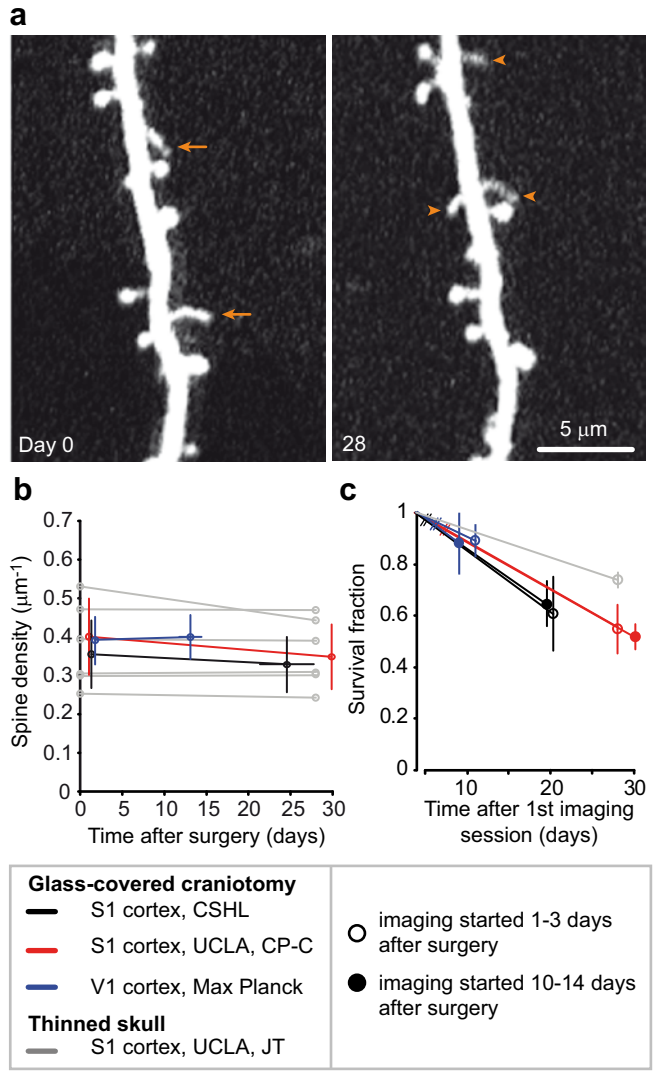 a
Day 0
28
5 μm
b
Spine density (μm-1)
0.7
0.6
0.5
0.4
0.3
0.2
0.1
0
0 5 10 15 20 25 30
Time after surgery (days)
c
Survival fraction
1
0.8
0.6
0.4
0.2
0
10 20 30
Time after 1st imaging
session (days)
Glass-covered craniotomy
S1 cortex, CSHL
S1 cortex, UCLA, CP-C
V1 cortex, Max Planck
Thinned skull
S1 cortex, UCLA, JT
imaging started 1-3 days
after surgery
imaging started 10-14 days
after surgery